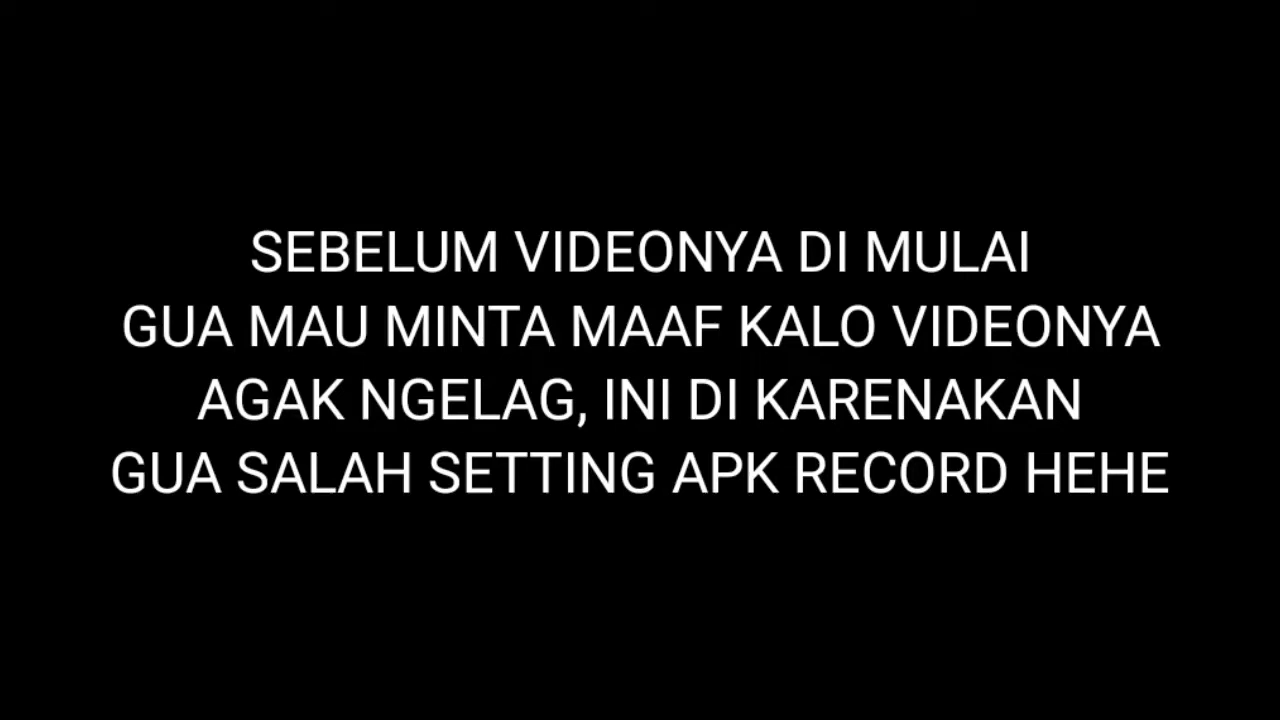 SEBELUM VIDEONYA DI MULAI
GUA MAU MINTA MAAF KALO VIDEONYA
AGAK NGELAG, INI DI KARENAKAN
GUA SALAH SETTING APK RECORD HEHE